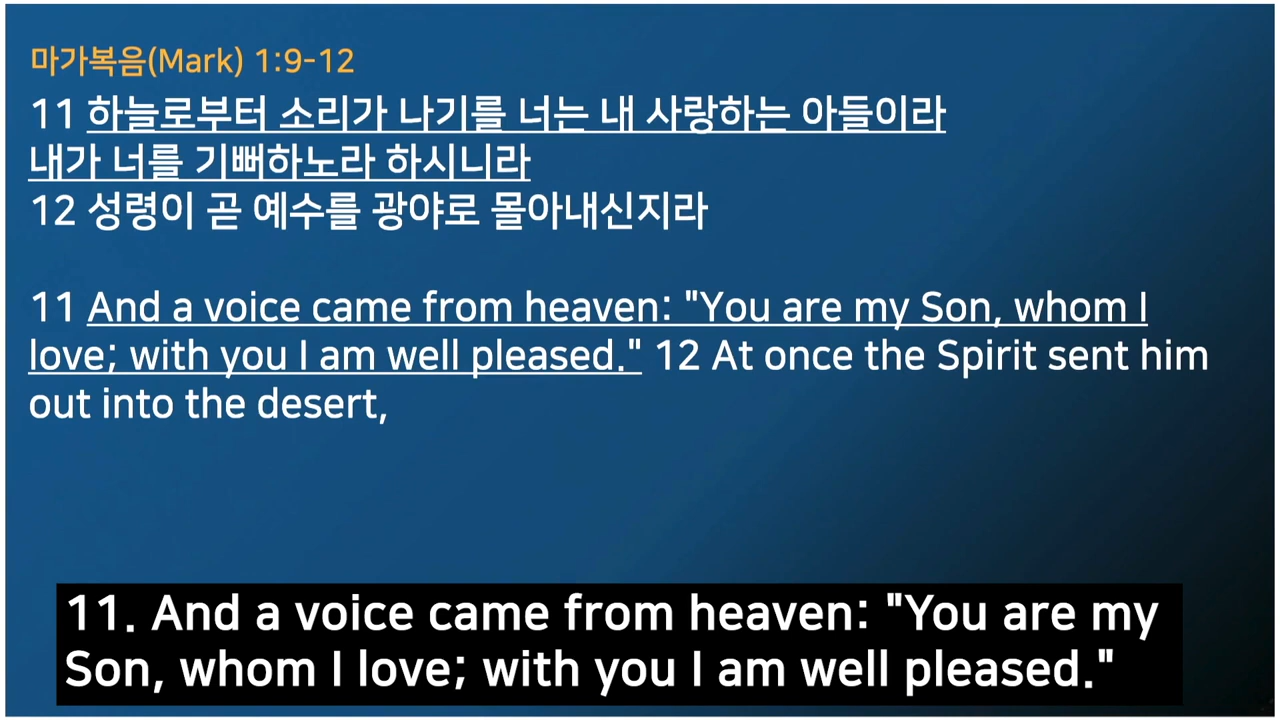 마가복음(Mark) 1:9-12
11 하늘로부터 소리가 나기를 너는 내 사랑하는 아들이라
내가 너를 기뻐하노라 하시니라
12 성령이 곧 예수를 광야로 몰아내신지라
11 And a voice came from heaven: "You are my Son, whom I
love; with you I am well pleased." 12 At once the Spirit sent him
out into the desert,
11. And a voice came from heaven: "You are my
Son, whom I love; with you I am well pleased."